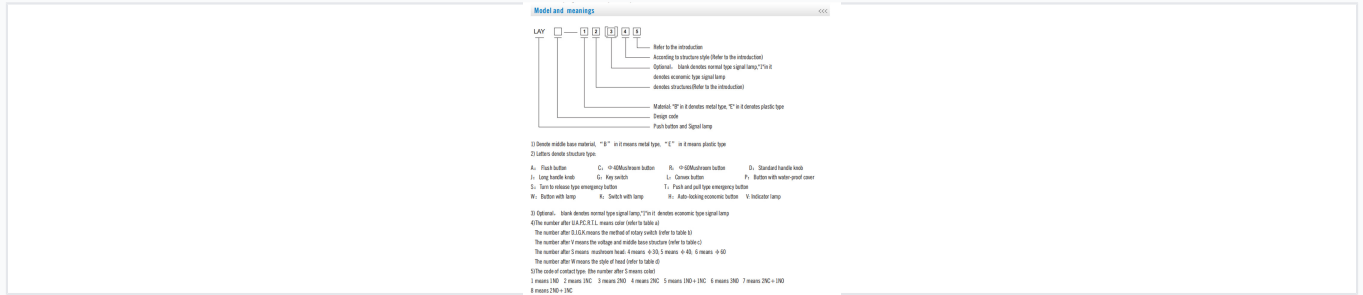 Model and meanings <<<
LAY 1 2 [3] 4 5
Refer to the introduction
According to structure style (Refer to the introduction)
Optional, blank denotes normal type signal lamp,"1"in it
denotes economic type signal lamp
denotes structures(Refer to the introduction)
Material: "B" in it denotes metal type, "E" in it denotes plastic type
Design code
Push button and Signal lamp
1) Denote middle base material, "B" in it means metal type, "E" in it means plastic type
2) Letters denote structure type:
A: Flush button C: Φ40Mushroom button R: Φ60Mushroom button D: Standard handle knob
J: Long handle knob G: Key switch L: Convex button P: Button with water-proof cover
S: Turn to release type emergency button T: Push and pull type emergency button
W: Button with lamp K: Switch with lamp H: Auto-locking economic button V: Indicator lamp
3) Optional, blank denotes normal type signal lamp,"1"in it denotes economic type signal lamp
4)The number after U.A.P.C.R.T.L. means color (refer to table a)
The number after D.J.G.K means the method of rotary switch (refer to table b)
The number after V means the voltage and middle base structure (refer to table c)
The number after S means mushroom head: 4 means Φ30; 5 means Φ40; 6 means Φ60
The number after W means the style of head (refer to table d)
5)The code of contact type: (the number after S means color)
1 means 1NO 2 means 1NC 3 means 2NO 4 means 2NC 5 means 1NO+1NC 6 means 3NO 7 means 2NC+1NO
8 means 2NO+1NC